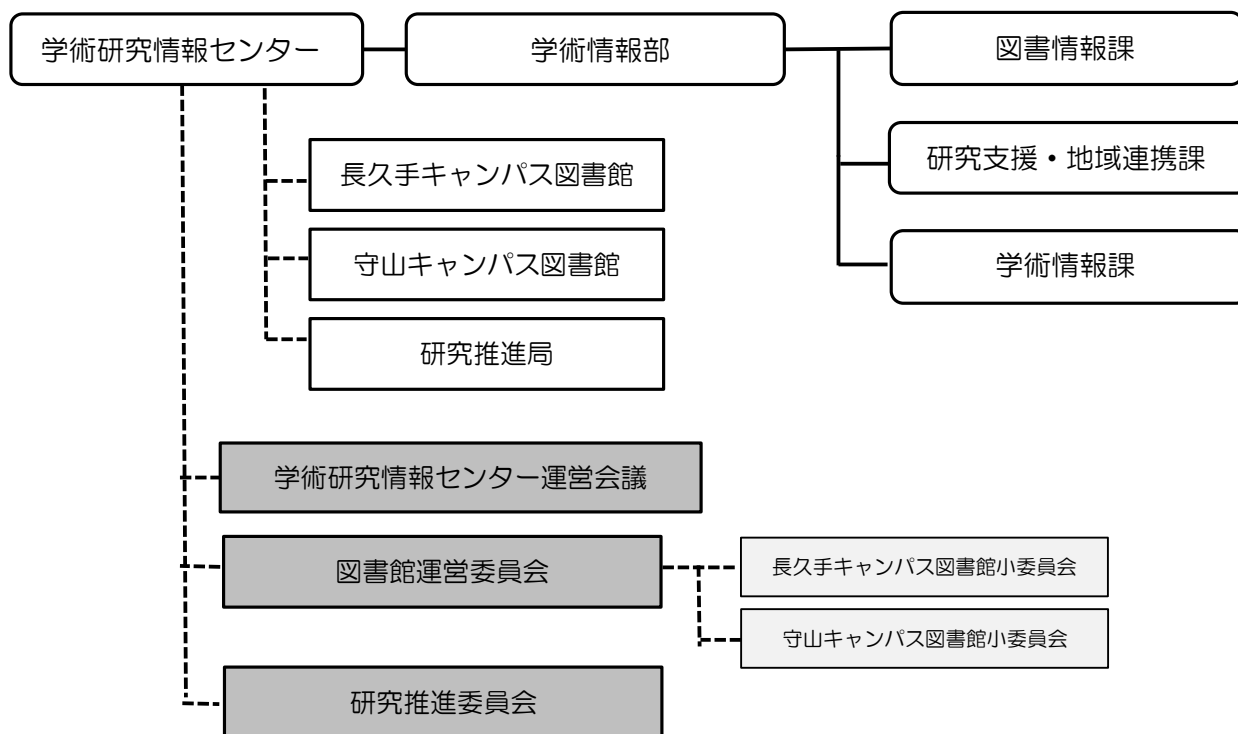 学術研究情報センター
学術情報部
図書情報課
研究支援・地域連携課
学術情報課
長久手キャンパス図書館
守山キャンパス図書館
研究推進局
学術研究情報センター運営会議
図書館運営委員会
長久手キャンパス図書館小委員会
守山キャンパス図書館小委員会
研究推進委員会